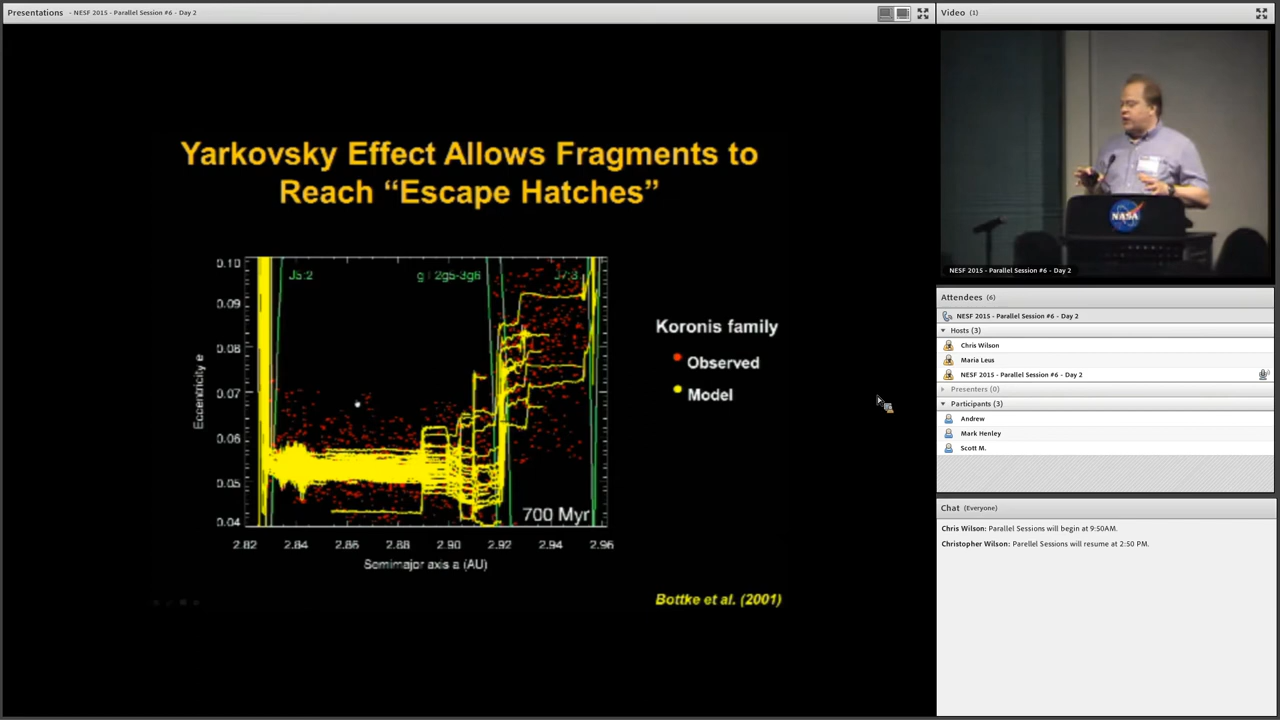 Presentations - NESF 2015 - Parallel Session #6 - Day 2
Yarkovsky Effect Allows Fragments to
Reach “Escape Hatches”
J5:2
0.10
0.09
0.08
0.07
0.06
0.05
0.04
Eccentricity e
700 Myr
2.82 2.84 2.86 2.88 2.90 2.92 2.94 2.96
Semimajor axis a (AU)
Koronis family
Observed
Model
Bottke et al. (2001)
Video (1)
NASA
NESF 2015 - Parallel Session #6 - Day 2
Attendees (6)
NESF 2015 - Parallel Session #6 - Day 2
Hosts (3)
Chris Wilson
Maria Leus
NESF 2015 - Parallel Session #6 - Day 2
Presenters (0)
Participants (3)
Andrew
Mark Henley
Scott M.
Chat (Everyone)
Chris Wilson: Parallel Sessions will begin at 9:50AM.
Christopher Wilson: Parellel Sessions will resume at 2:50 PM.